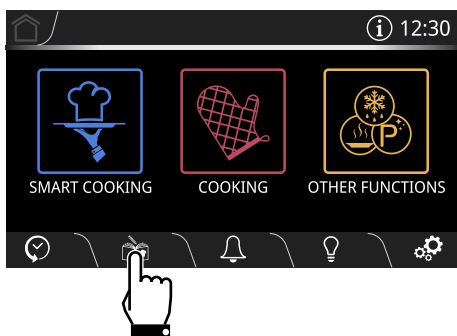 12:30
SMART COOKING
COOKING
OTHER FUNCTIONS
P